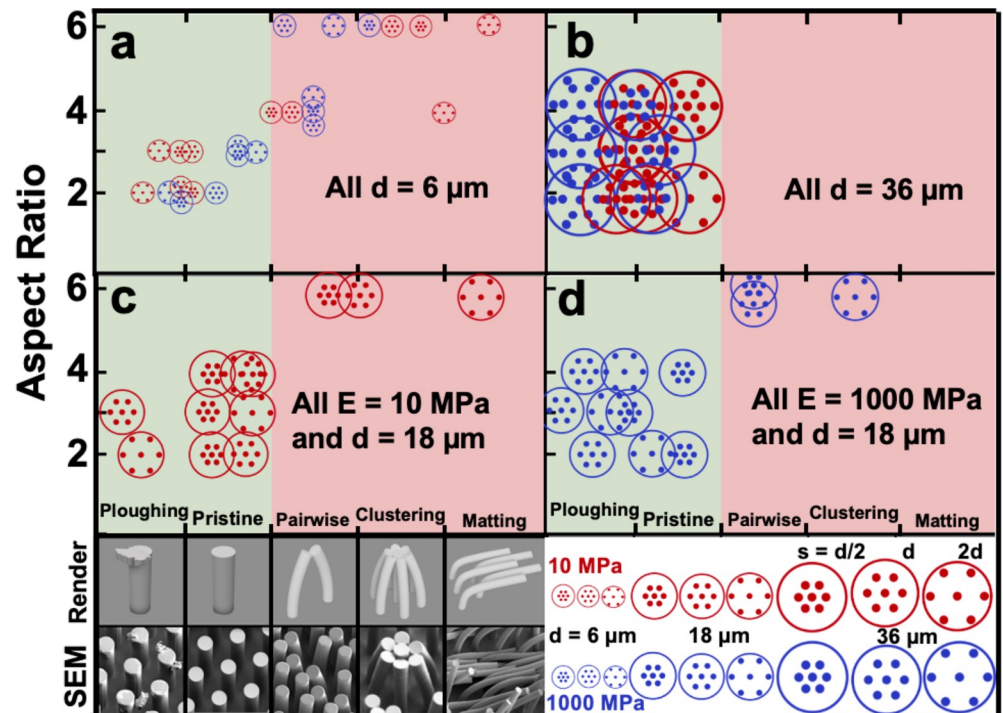 Aspect Ratio
6
4
2
a
All d = 6 µm
b
All d = 36 µm
6
4
2
c
All E = 10 MPa
and d = 18 µm
Ploughing
Pristine
Pairwise
Clustering
Matting
d
All E = 1000 MPa
and d = 18 µm
Ploughing
Pristine
Pairwise
Clustering
Matting
Render
SEM
s = d/2 d 2d
10 MPa
d = 6 µm 18 µm 36 µm
1000 MPa